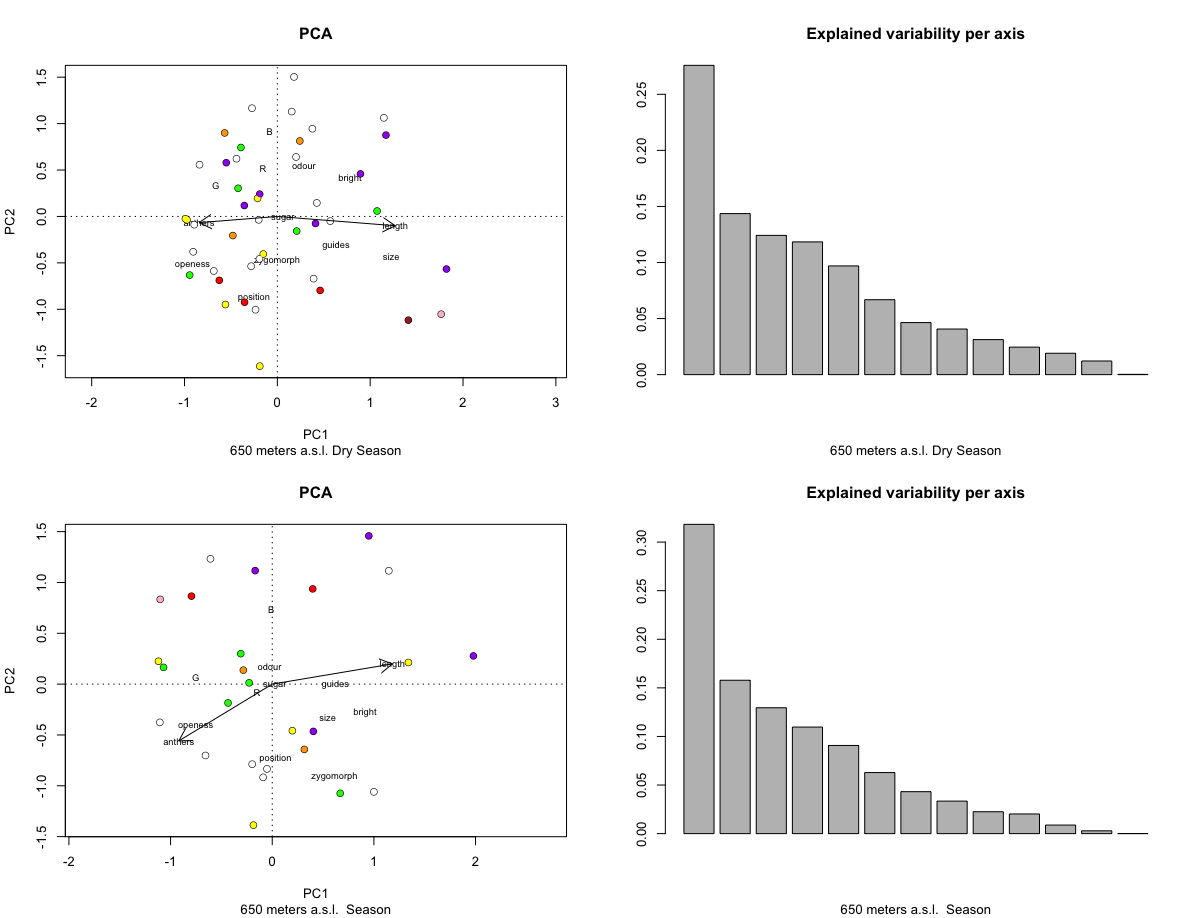 PCA
Explained variability per axis
1.5
1.0
0.5
0.0
-0.5
-1.0
-1.5
PC2
B
R
G
odour
bright
anthers
sugar
length
guides
size
openess
zygomorph
position
-2 -1 0 1 2 3
PC1
650 meters a.s.l. Dry Season
0.25
0.20
0.15
0.10
0.05
0.00
650 meters a.s.l. Dry Season
PCA
Explained variability per axis
1.5
1.0
0.5
0.0
-0.5
-1.0
-1.5
PC2
B
odour
length
G
sugar
guides
R
openess
size
bright
anthers
position
zygomorph
-2 -1 0 1 2
PC1
650 meters a.s.l. Season
0.30
0.25
0.20
0.15
0.10
0.05
0.00
650 meters a.s.l. Season